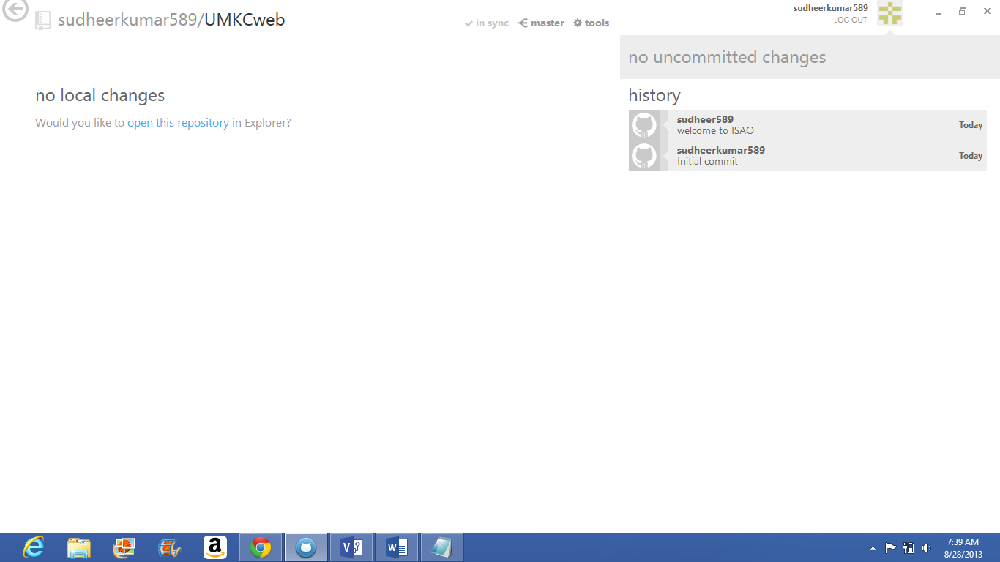 sudheerkumar589/UMKCweb
in sync master tools
sudheerkumar589
LOG OUT
no local changes
Would you like to open this repository in Explorer?
no uncommitted changes
history
sudheer589
welcome to ISAO
Today
sudheerkumar589
Initial commit
Today
7:39 AM
8/28/2013